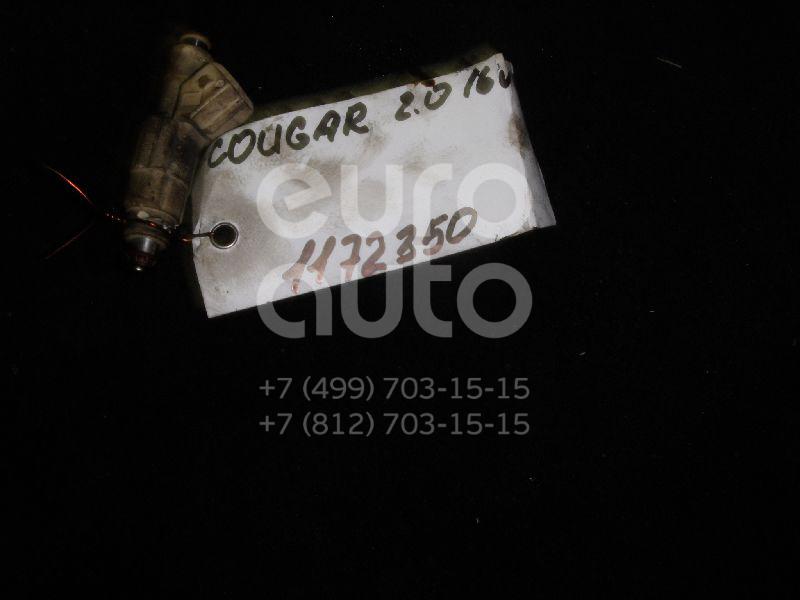 COUGAR 2.0 16V
1172350
euro
auto
+7 (499) 703-15-15
+7 (812) 703-15-15